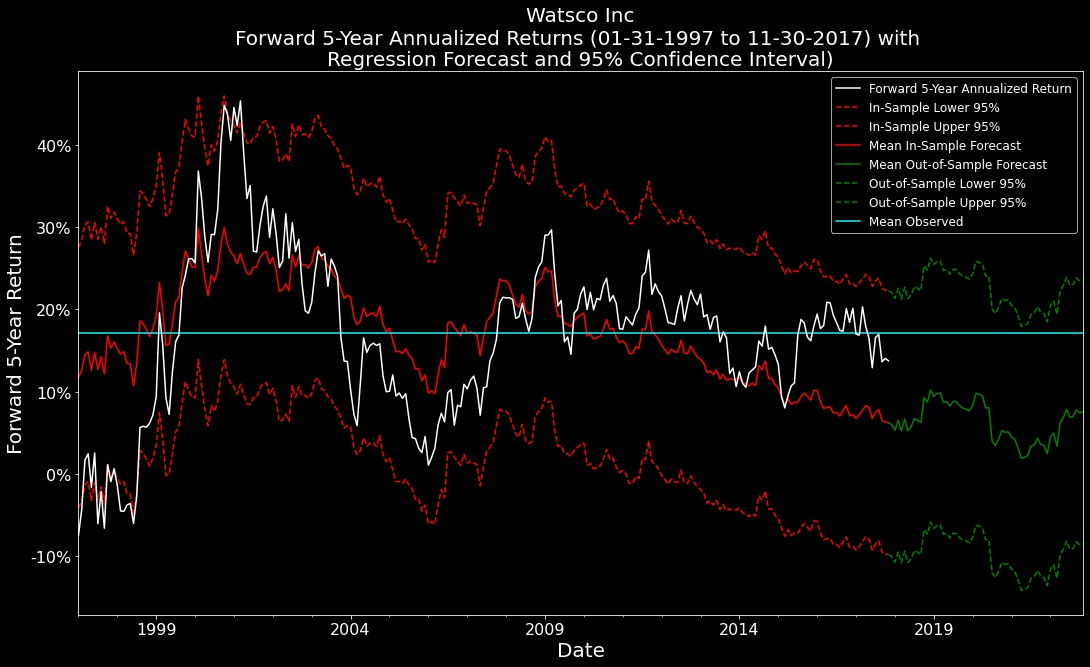 Watsco Inc
Forward 5-Year Annualized Returns (01-31-1997 to 11-30-2017) with
Regression Forecast and 95% Confidence Interval)
Forward 5-Year Annualized Return
In-Sample Lower 95%
In-Sample Upper 95%
Mean In-Sample Forecast
Mean Out-of-Sample Forecast
Out-of-Sample Lower 95%
Out-of-Sample Upper 95%
Mean Observed
Forward 5-Year Return
40%
30%
20%
10%
0%
-10%
1999
2004
2009
2014
2019
Date